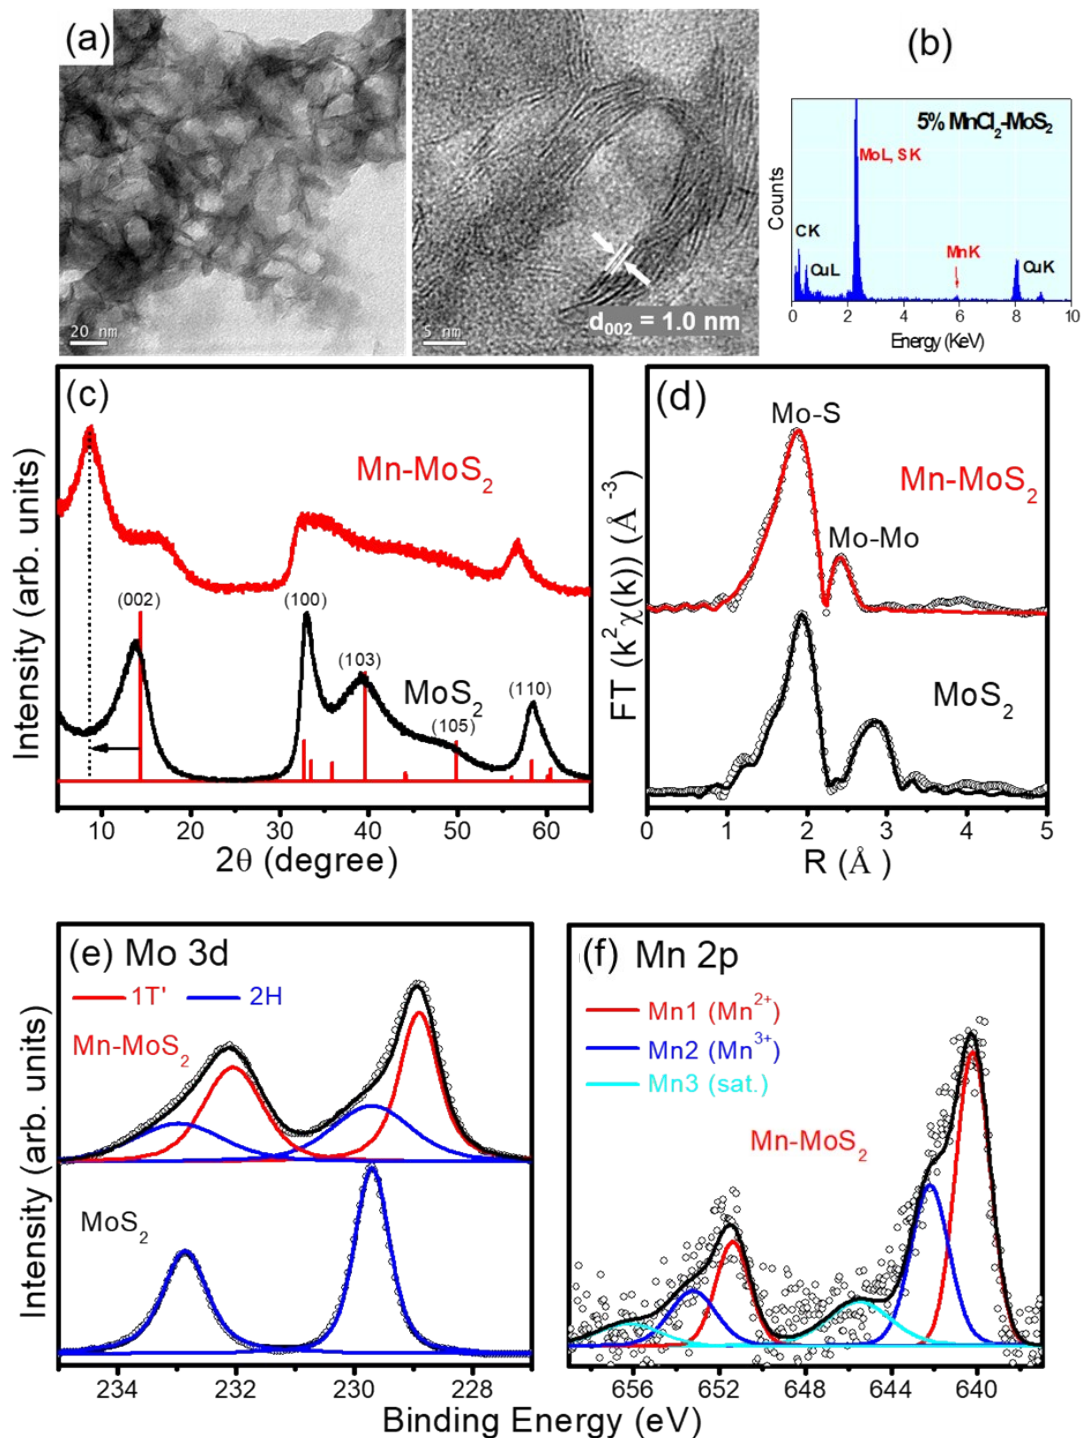 (a)
20 nm
5 nm
d002 = 1.0 nm
(b)
5% MnCl2-MoS2
MoL, SK
CK
CuL
MnK
CuK
Counts
0 2 4 6 8 10
Energy (KeV)
(c)
Mn-MoS2
(002)
(100)
(103)
(105)
(110)
MoS2
Intensity (arb. units)
10 20 30 40 50 60
2θ (degree)
(d)
Mo-S
Mn-MoS2
Mo-Mo
MoS2
FT (k2χ(k)) (Å-3)
0 1 2 3 4 5
R (Å )
(e) Mo 3d
1T' 2H
Mn-MoS2
MoS2
Intensity (arb. units)
234 232 230 228
(f) Mn 2p
Mn1 (Mn2+)
Mn2 (Mn3+)
Mn3 (sat.)
Mn-MoS2
656 652 648 644 640
Binding Energy (eV)